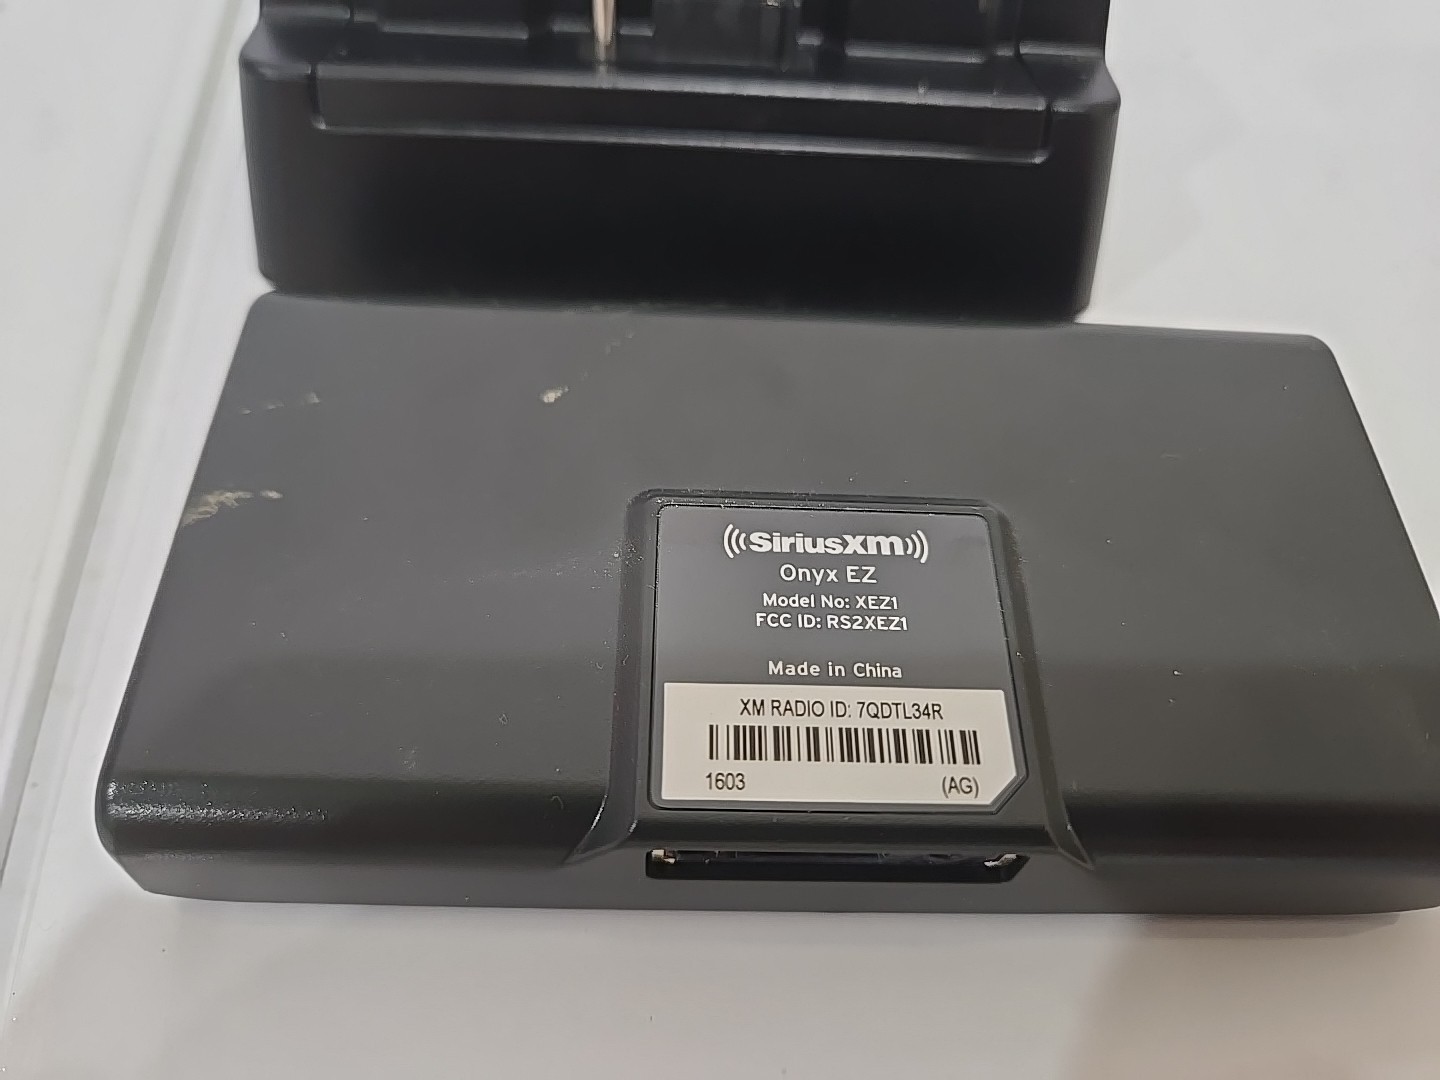 SiriusXM
Onyx EZ
Model No: XEZ1
FCC ID: RS2XEZ1
Made in China
XM RADIO ID: 7QDTL34R
1603 (AG)